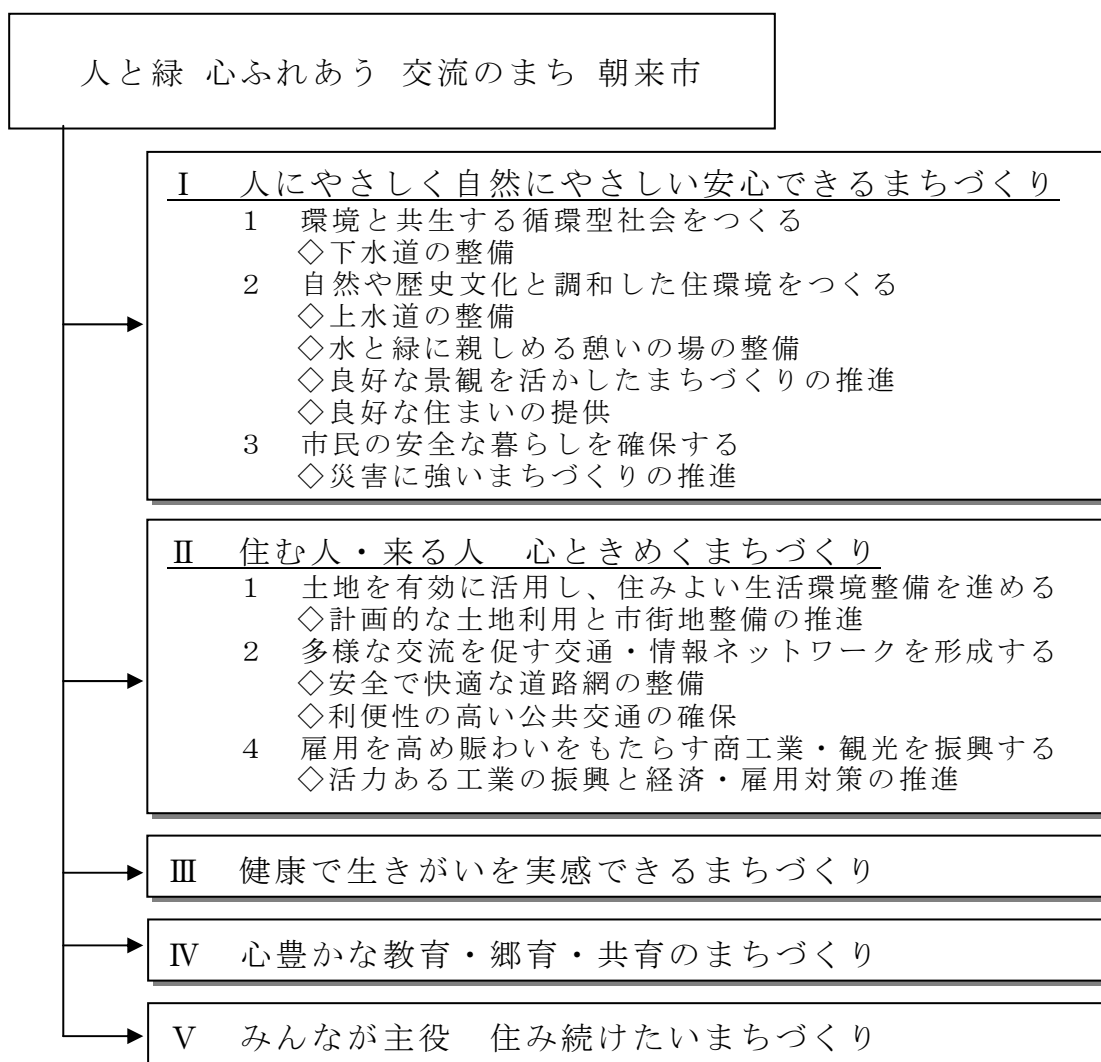 人と緑 心ふれあう 交流のまち 朝来市
Ⅰ 人にやさしく自然にやさしい安心できるまちづくり
１ 環境と共生する循環型社会をつくる
◇下水道の整備
２ 自然や歴史文化と調和した住環境をつくる
◇上水道の整備
◇水と緑に親しめる憩いの場の整備
◇良好な景観を活かしたまちづくりの推進
◇良好な住まいの提供
３ 市民の安全な暮らしを確保する
◇災害に強いまちづくりの推進
Ⅱ 住む人・来る人 心ときめくまちづくり
１ 土地を有効に活用し、住みよい生活環境整備を進める
◇計画的な土地利用と市街地整備の推進
２ 多様な交流を促す交通・情報ネットワークを形成する
◇安全で快適な道路網の整備
◇利便性の高い公共交通の確保
４ 雇用を高め賑わいをもたらす商工業・観光を振興する
◇活力ある工業の振興と経済・雇用対策の推進
Ⅲ 健康で生きがいを実感できるまちづくり
Ⅳ 心豊かな教育・郷育・共育のまちづくり
Ⅴ みんなが主役 住み続けたいまちづくり